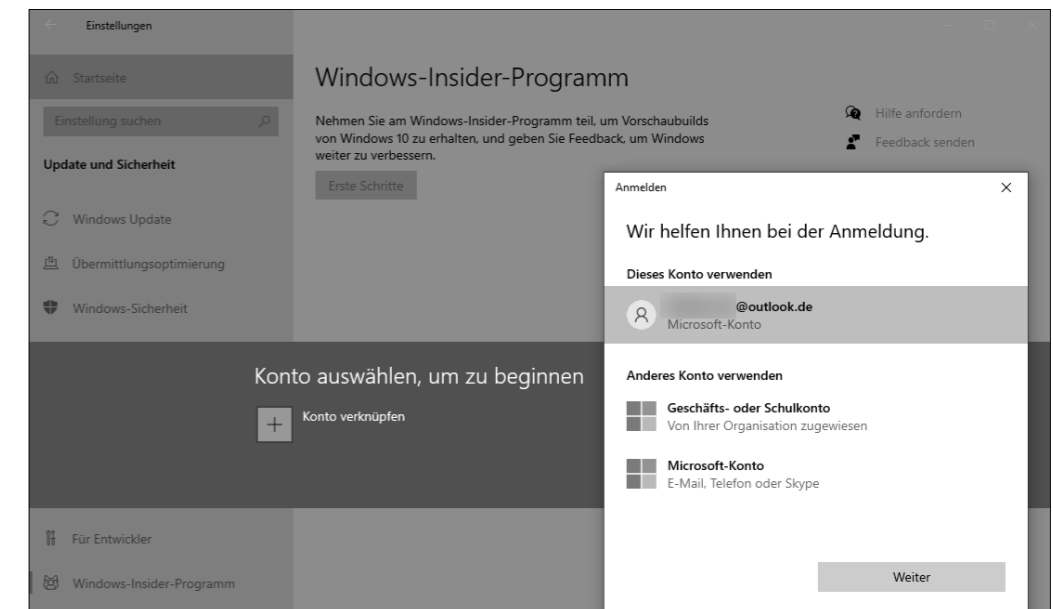 Einstellungen
Startseite
Einstellung suchen
Update und Sicherheit
Windows Update
Übermittlungsoptimierung
Windows-Sicherheit
Windows-Insider-Programm
Nehmen Sie am Windows-Insider-Programm teil, um Vorschaubuilds
von Windows 10 zu erhalten, und geben Sie Feedback, um Windows
weiter zu verbessern.
Erste Schritte
Hilfe anfordern
Feedback senden
Konto auswählen, um zu beginnen
Konto verknüpfen
Für Entwickler
Windows-Insider-Programm
Anmelden
Wir helfen Ihnen bei der Anmeldung.
Dieses Konto verwenden
@outlook.de
Microsoft-Konto
Anderes Konto verwenden
Geschäfts- oder Schulkonto
Von Ihrer Organisation zugewiesen
Microsoft-Konto
E-Mail, Telefon oder Skype
Weiter